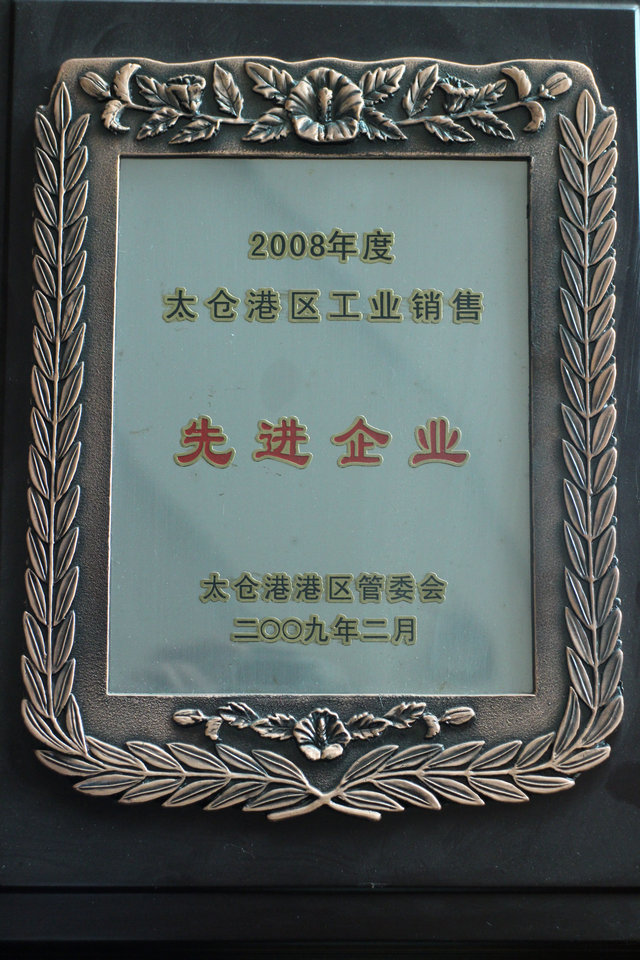 2008年度
太仓港区工业销售
先进企业
太仓港港区管委会
二〇〇九年二月